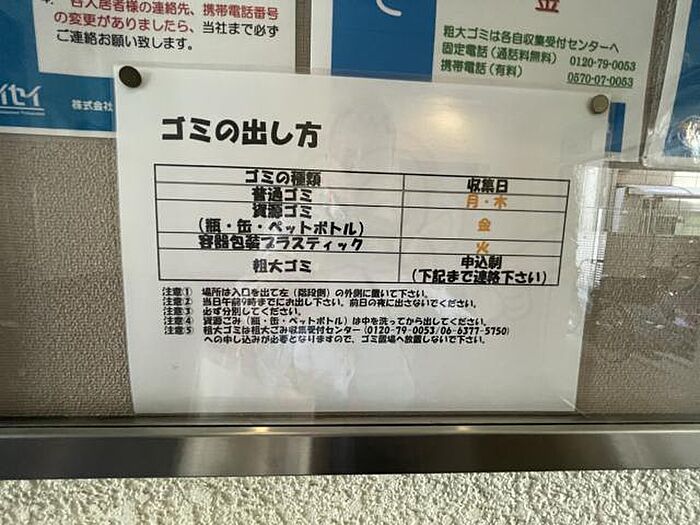 各入居者様の連絡先、携帯電話番号
の変更がありましたら、当社まで必ず
ご連絡お願い致します。
セイ
株式会社
金
粗大ゴミは各自収集受付センターへ
固定電話(通話料無料) 0120-79-0053
携帯電話(有料) 0570-07-0053
ゴミの出し方
ゴミの種類 収集日
普通ゴミ 月・木
資源ゴミ
(瓶・缶・ペットボトル) 金
容器包装プラスティック 火
粗大ゴミ 申込制
(下記まで連絡下さい)
注意① 場所は入口を出て左(階段側)の外側に置いて下さい。
注意② 当日午前9時までにお出し下さい。前日の夜に出さないでください。
注意③ 必ず分別してください。
注意④ 資源ごみ(瓶・缶・ペットボトル)は中を洗ってから出してください。
注意⑤ 粗大ゴミは粗大ごみ収集受付センター(0120-79-0053/06-6377-5750)
への申し込みが必要となりますので、ゴミ置場へ放置しないで下さい。